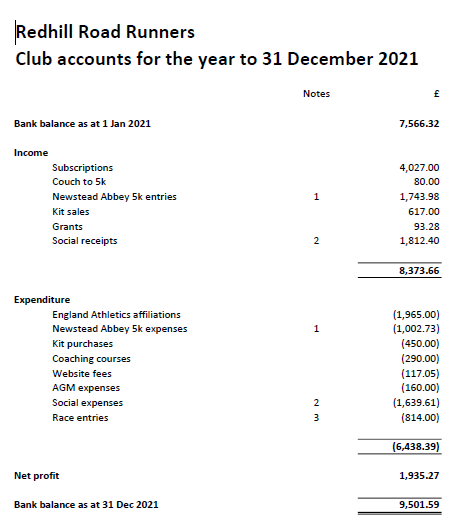 Redhill Road Runners
Club accounts for the year to 31 December 2021
Notes £
Bank balance as at 1 Jan 2021 7,566.32
Income
Subscriptions 4,027.00
Couch to 5k 80.00
Newstead Abbey 5k entries 1 1,743.98
Kit sales 617.00
Grants 93.28
Social receipts 2 1,812.40
8,373.66
Expenditure
England Athletics affiliations (1,965.00)
Newstead Abbey 5k expenses 1 (1,002.73)
Kit purchases (450.00)
Coaching courses (290.00)
Website fees (117.05)
AGM expenses (160.00)
Social expenses 2 (1,639.61)
Race entries 3 (814.00)
(6,438.39)
Net profit 1,935.27
Bank balance as at 31 Dec 2021 9,501.59